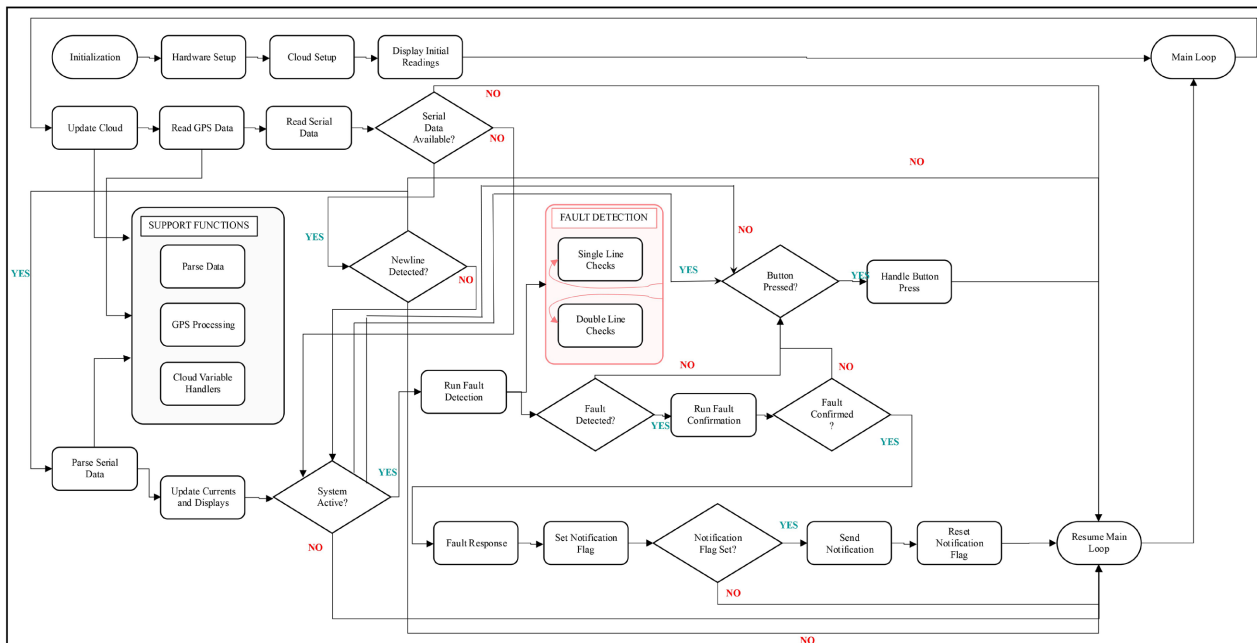 Initialization
Hardware Setup
Cloud Setup
Display Initial
Readings
Main Loop
NO
Update Cloud
Read GPS Data
Read Serial
Data
Serial
Data
Available?
NO
NO
SUPPORT FUNCTIONS
Parse Data
GPS Processing
Cloud Variable
Handlers
YES
YES
Newline
Detected?
NO
FAULT DETECTION
Single Line
Checks
Double Line
Checks
YES
NO
Button
Pressed?
YES
Handle Button
Press
Run Fault
Detection
NO
Fault
Detected?
YES
Run Fault
Confirmation
NO
Fault
Confirmed
?
YES
Parse Serial
Data
Update Currents
and Displays
System
Active?
YES
NO
Fault Response
Set Notification
Flag
Notification
Flag Set?
YES
Send
Notification
Reset
Notification
Flag
Resume Main
Loop
NO
NO